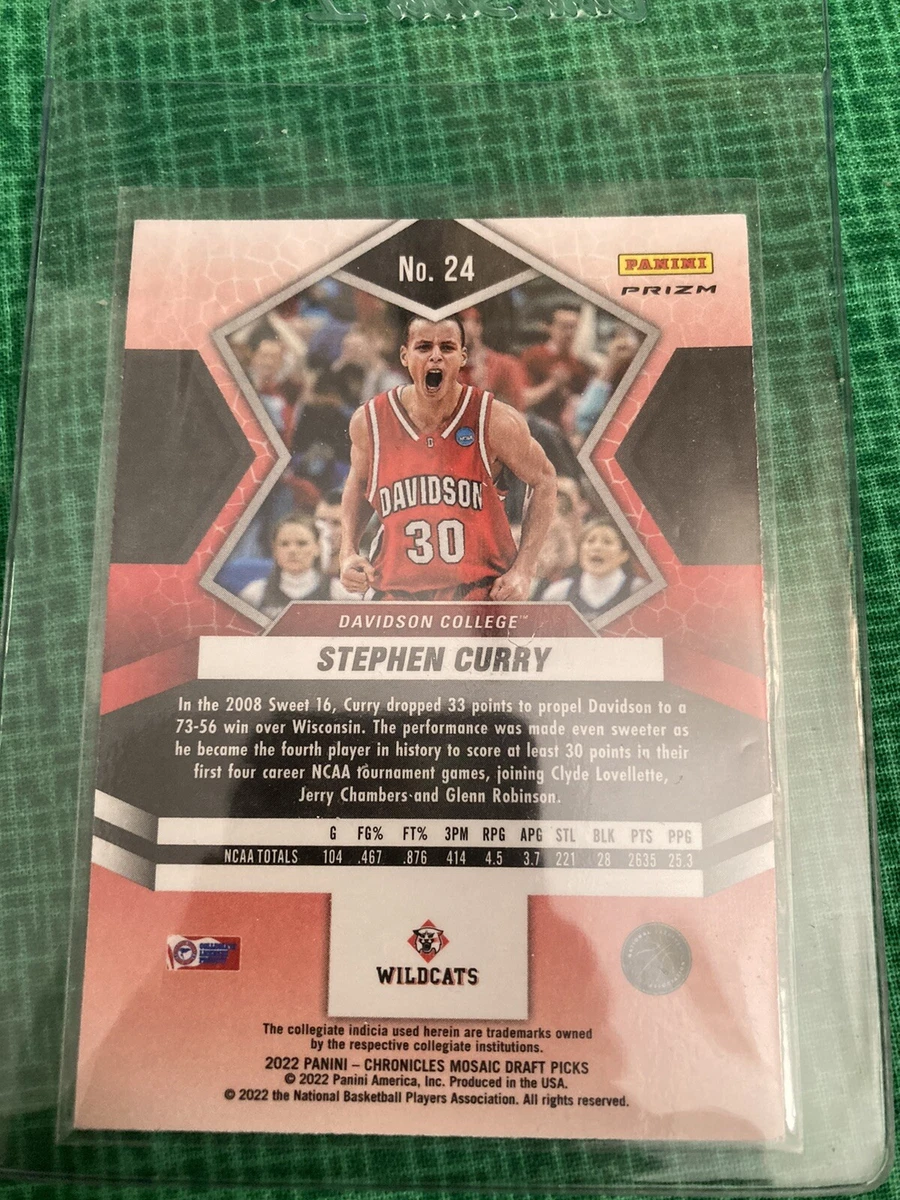 No. 24
PANINI
PRIZM
DAVIDSON
30
DAVIDSON COLLEGE™
STEPHEN CURRY
In the 2008 Sweet 16, Curry dropped 33 points to propel Davidson to a
73-56 win over Wisconsin. The performance was made even sweeter as
he became the fourth player in history to score at least 30 points in their
first four career NCAA tournament games, joining Clyde Lovellette,
Jerry Chambers and Glenn Robinson.
G FG% FT% 3PM RPG APG STL BLK PTS PPG
NCAA TOTALS 104 .467 .876 414 4.5 3.7 221 28 2635 25.3
WILDCATS
The collegiate indicia used herein are trademarks owned
by the respective collegiate institutions.
2022 PANINI – CHRONICLES MOSAIC DRAFT PICKS
© 2022 Panini America, Inc. Produced in the USA.
© 2022 the National Basketball Players Association. All rights reserved.